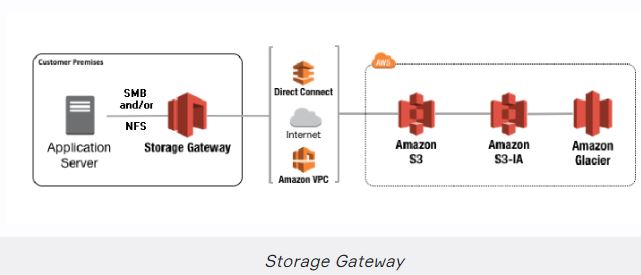 Customer Premises
SMB
and/or
NFS
Application
Server
Storage Gateway
Direct Connect
Internet
Amazon VPC
AWS
Amazon
S3
Amazon
S3-IA
Amazon
Glacier
Storage Gateway